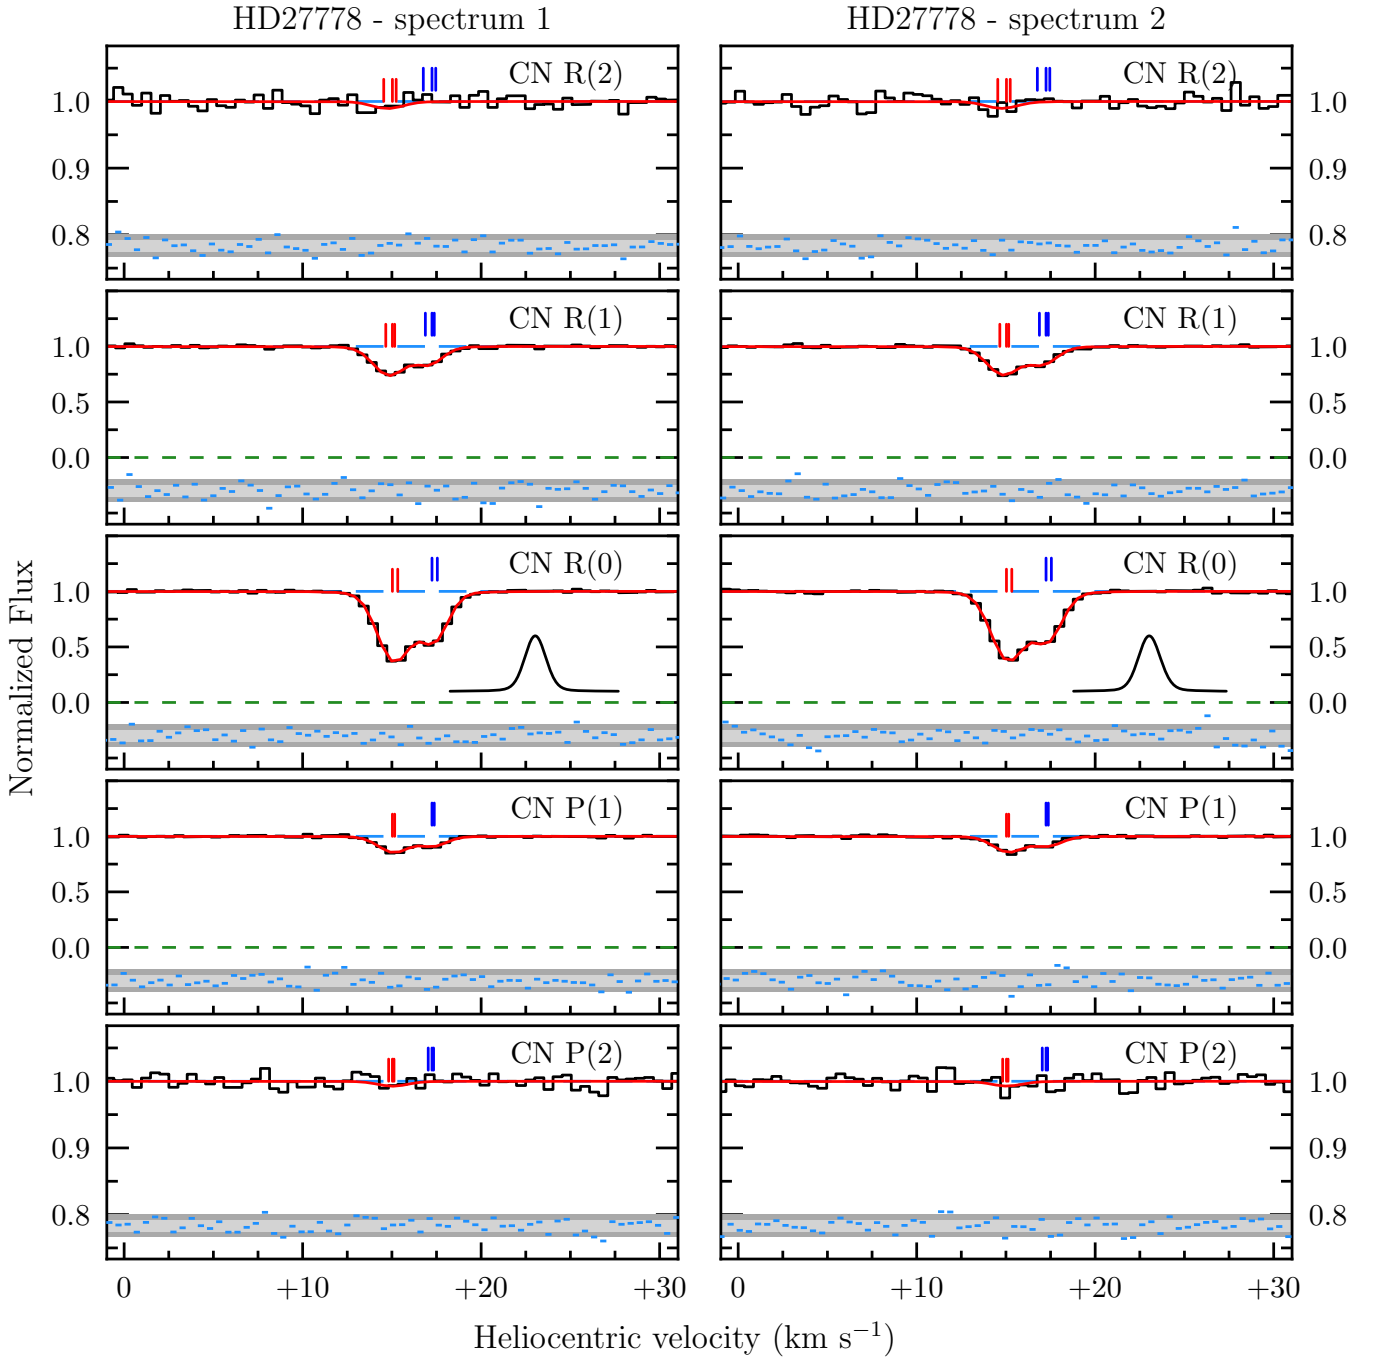 HD27778 - spectrum 1
HD27778 - spectrum 2
CN R(2)
CN R(2)
1.0
0.9
0.8
1.0
0.9
0.8
CN R(1)
CN R(1)
1.0
0.5
0.0
1.0
0.5
0.0
CN R(0)
CN R(0)
1.0
0.5
0.0
1.0
0.5
0.0
CN P(1)
CN P(1)
1.0
0.5
0.0
1.0
0.5
0.0
CN P(2)
CN P(2)
1.0
0.9
0.8
1.0
0.9
0.8
0 +10 +20 +30
0 +10 +20 +30
Normalized Flux
Heliocentric velocity (km s⁻¹)